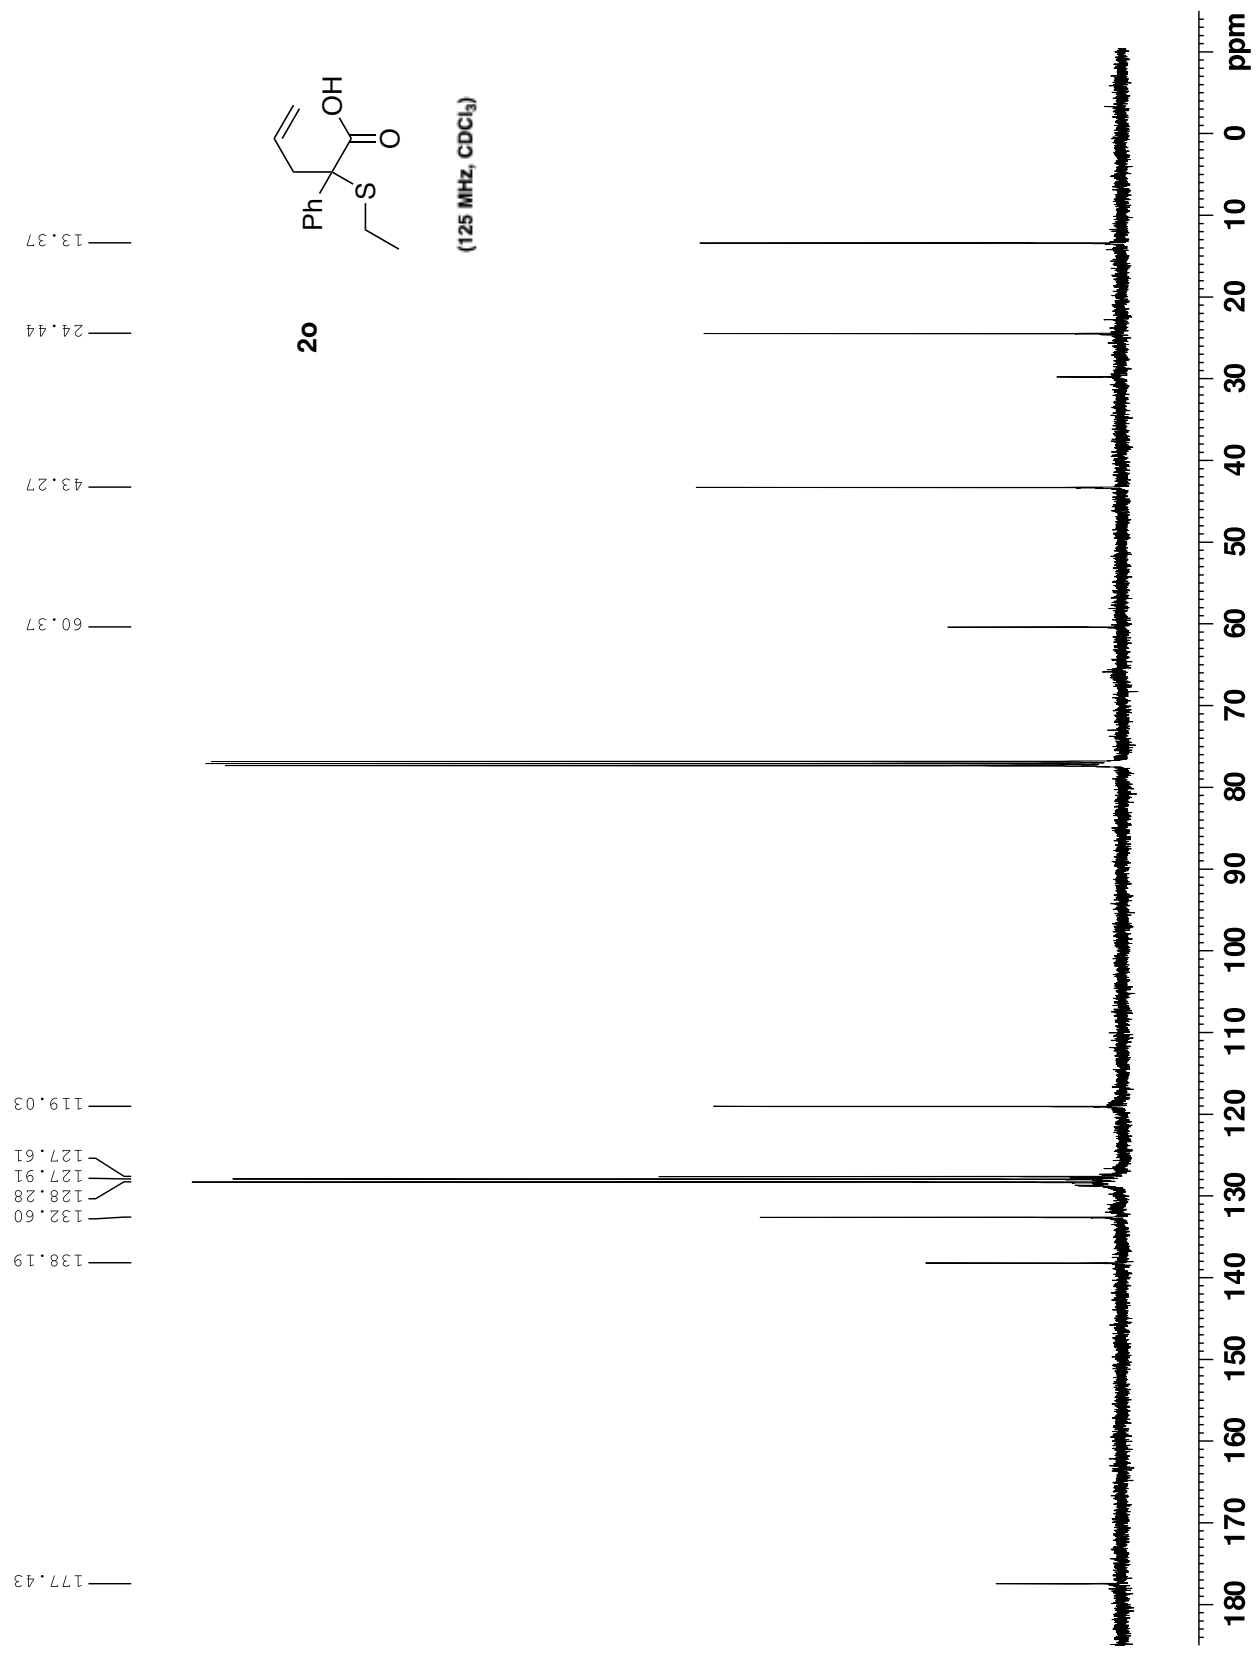 177.43
138.19
132.60
128.28
127.91
127.61
119.03
60.37
43.27
24.44
13.37
2o
Ph
S
O
OH
(125 MHz, CDCl₃)
180 170 160 150 140 130 120 110 100 90 80 70 60 50 40 30 20 10 0 ppm